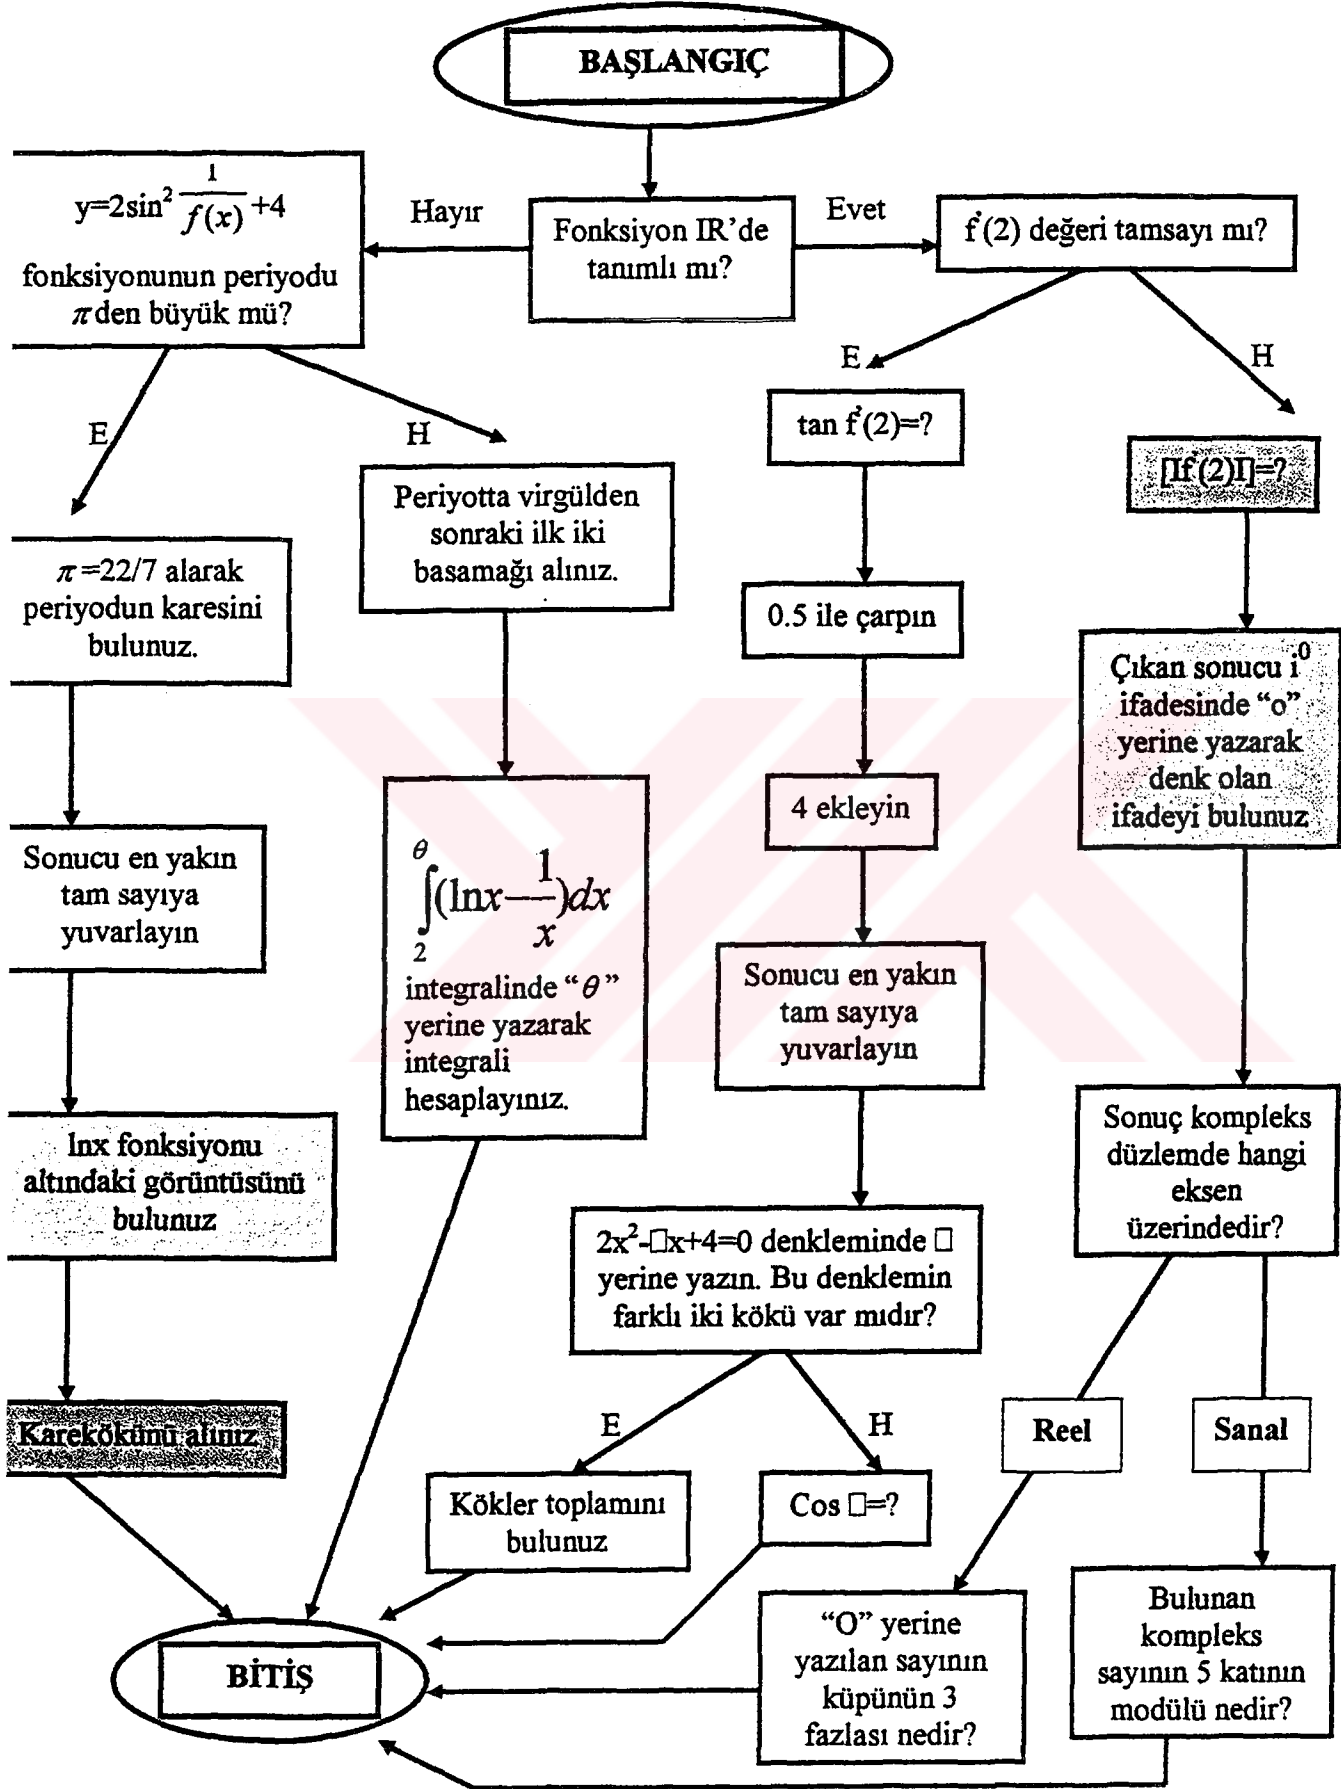 BAŞLANGIÇ
y=2sin² 1/f(x) +4
fonksiyonunun periyodu
π den büyük mü?
Hayır
Fonksiyon IR'de
tanımlı mı?
Evet
f'(2) değeri tamsayı mı?
E
H
E
H
tan f'(2)=?
[If'(2)I]=?
Periyotta virgülden
sonraki ilk iki
basamağı alınız.
π=22/7 alarak
periyodun karesini
bulunuz.
0.5 ile çarpın
Çıkan sonucu i⁰
ifadesinde “o”
yerine yazarak
denk olan
ifadeyi bulunuz
4 ekleyin
Sonucu en yakın
tam sayıya
yuvarlayın
∫₂^θ (lnx − 1/x)dx
integralinde “θ”
yerine yazarak
integrali
hesaplayınız.
Sonucu en yakın
tam sayıya
yuvarlayın
lnx fonksiyonu
altındaki görüntüsünü
bulunuz
Sonuç kompleks
düzlemde hangi
eksen
üzerindedir?
2x²-□x+4=0 denkleminde □
yerine yazın. Bu denklemin
farklı iki kökü var mıdır?
Karekökünü alınız
E
H
Reel
Sanal
Kökler toplamını
bulunuz
Cos □=?
“O” yerine
yazılan sayının
küpünün 3
fazlası nedir?
Bulunan
kompleks
sayının 5 katının
modülü nedir?
BİTİŞ